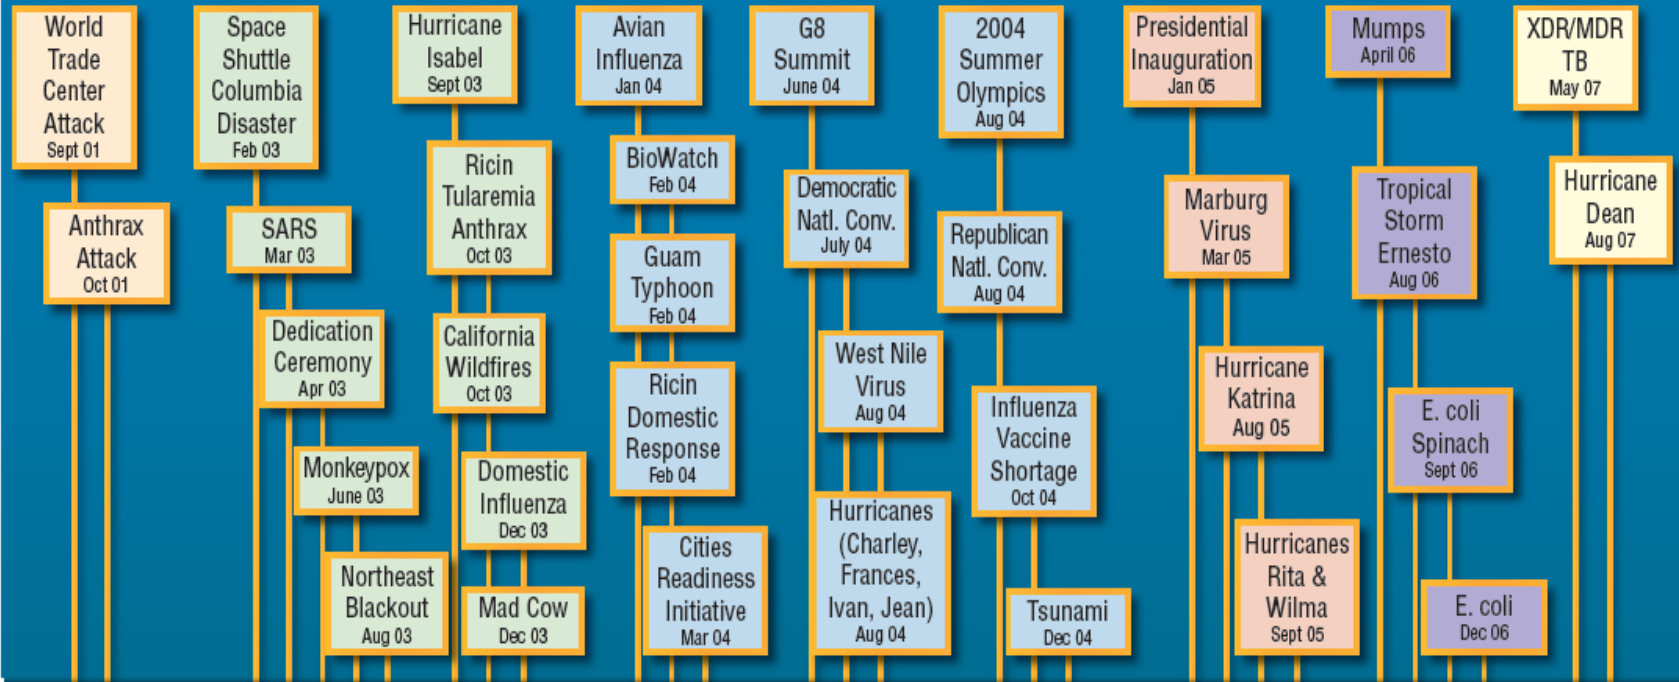 World
Trade
Center
Attack
Sept 01
Anthrax
Attack
Oct 01
Space
Shuttle
Columbia
Disaster
Feb 03
SARS
Mar 03
Dedication
Ceremony
Apr 03
Monkeypox
June 03
Northeast
Blackout
Aug 03
Hurricane
Isabel
Sept 03
Ricin
Tularemia
Anthrax
Oct 03
California
Wildfires
Oct 03
Domestic
Influenza
Dec 03
Mad Cow
Dec 03
Avian
Influenza
Jan 04
BioWatch
Feb 04
Guam
Typhoon
Feb 04
Ricin
Domestic
Response
Feb 04
Cities
Readiness
Initiative
Mar 04
G8
Summit
June 04
Democratic
Natl. Conv.
July 04
West Nile
Virus
Aug 04
Hurricanes
(Charley,
Frances,
Ivan, Jean)
Aug 04
2004
Summer
Olympics
Aug 04
Republican
Natl. Conv.
Aug 04
Influenza
Vaccine
Shortage
Oct 04
Tsunami
Dec 04
Presidential
Inauguration
Jan 05
Marburg
Virus
Mar 05
Hurricane
Katrina
Aug 05
Hurricanes
Rita &
Wilma
Sept 05
Mumps
April 06
Tropical
Storm
Ernesto
Aug 06
E. coli
Spinach
Sept 06
E. coli
Dec 06
XDR/MDR
TB
May 07
Hurricane
Dean
Aug 07